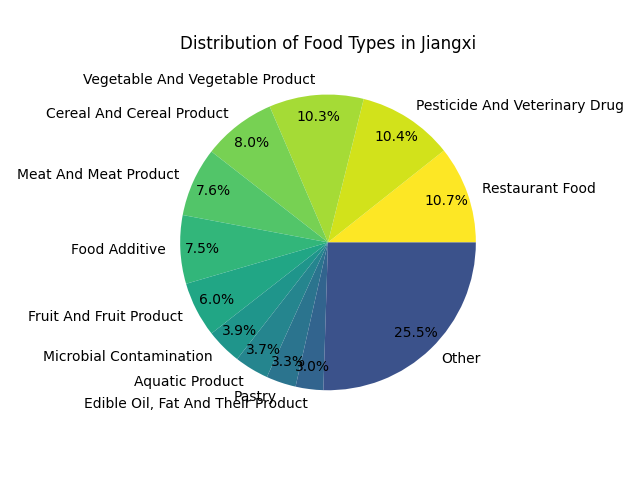 Distribution of Food Types in Jiangxi
Vegetable And Vegetable Product
Pesticide And Veterinary Drug
Cereal And Cereal Product
10.3%
10.4%
8.0%
Meat And Meat Product
7.6%
Restaurant Food
10.7%
Food Additive
7.5%
6.0%
Fruit And Fruit Product
3.9%
25.5%
Microbial Contamination
3.7%
Other
3.3%
3.0%
Aquatic Product
Pastry
Edible Oil, Fat And Their Product